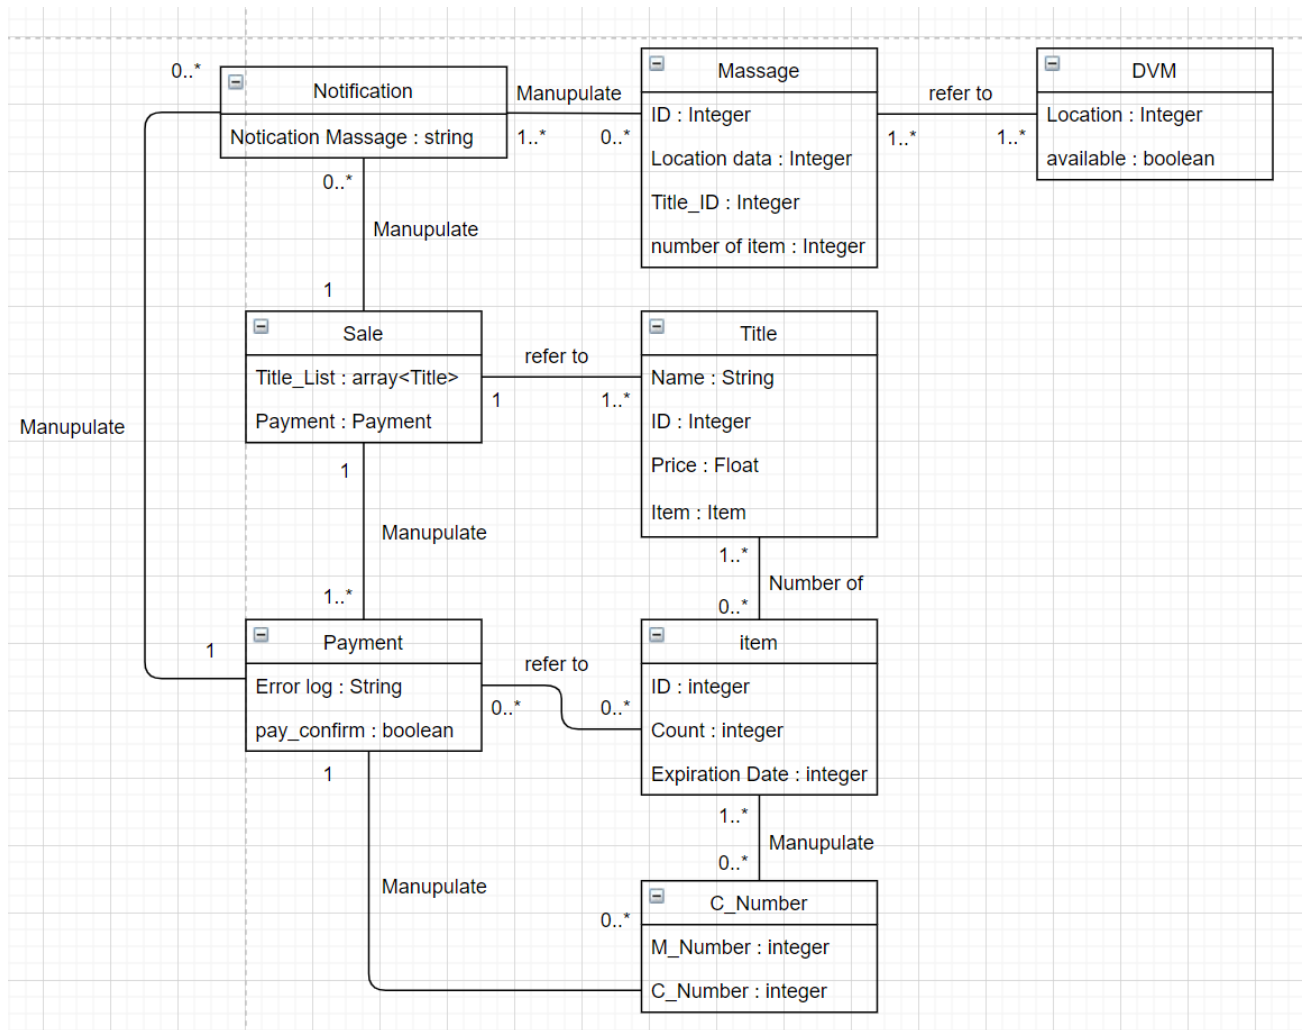 0..*
Notification
Notication Massage : string
Manupulate
1..*
0..*
Massage
ID : Integer
Location data : Integer
Title_ID : Integer
number of item : Integer
refer to
1..*
1..*
DVM
Location : Integer
available : boolean
0..*
Manupulate
1
Sale
Title_List : array<Title>
Payment : Payment
refer to
1
1..*
Title
Name : String
ID : Integer
Price : Float
Item : Item
Manupulate
1
Manupulate
1..*
1..*
Number of
0..*
1
Payment
Error log : String
pay_confirm : boolean
refer to
0..*
0..*
item
ID : integer
Count : integer
Expiration Date : integer
1
1..*
Manupulate
0..*
Manupulate
0..*
C_Number
M_Number : integer
C_Number : integer